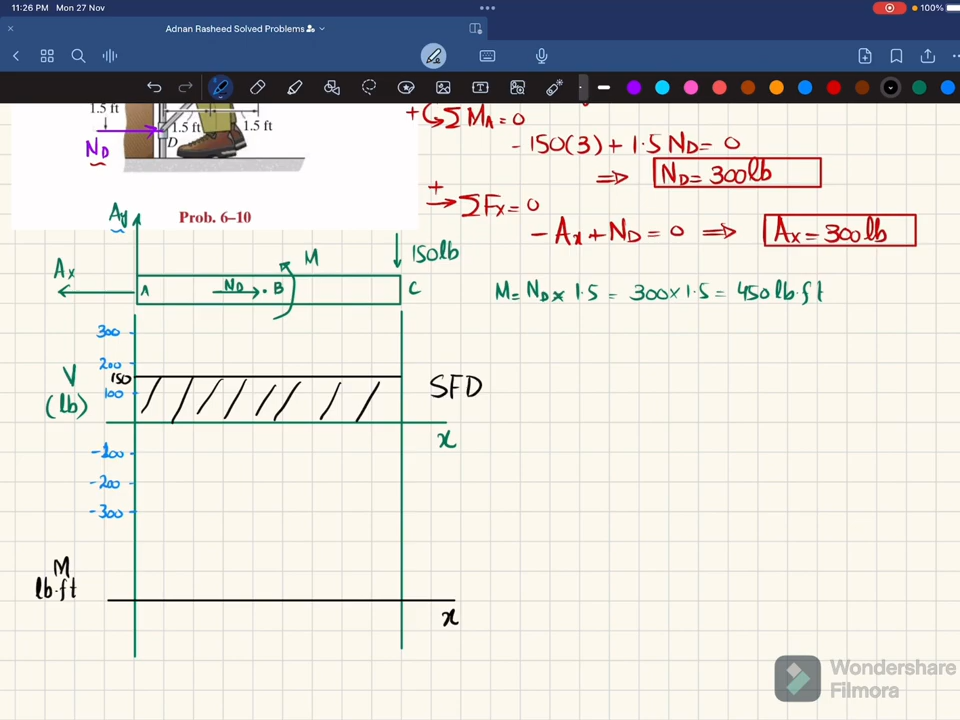 11:26 PM Mon 27 Nov
100%
Adnan Rasheed Solved Problems
1.5 ft
1.5 ft
1.5 ft
D
N_D
Prob. 6–10
+ ΣM_A = 0
-150(3) + 1.5 N_D = 0
⇒ N_D = 300lb
+→ ΣF_x = 0
- A_x + N_D = 0 ⇒ A_x = 300lb
A_y
A_x
M
150lb
A
N_D
B
C
M = N_D × 1.5 = 300×1.5 = 450 lb.ft
300
200
150
100
V
(lb)
SFD
x
-100
-200
-300
M
lb.ft
x
Wondershare
Filmora